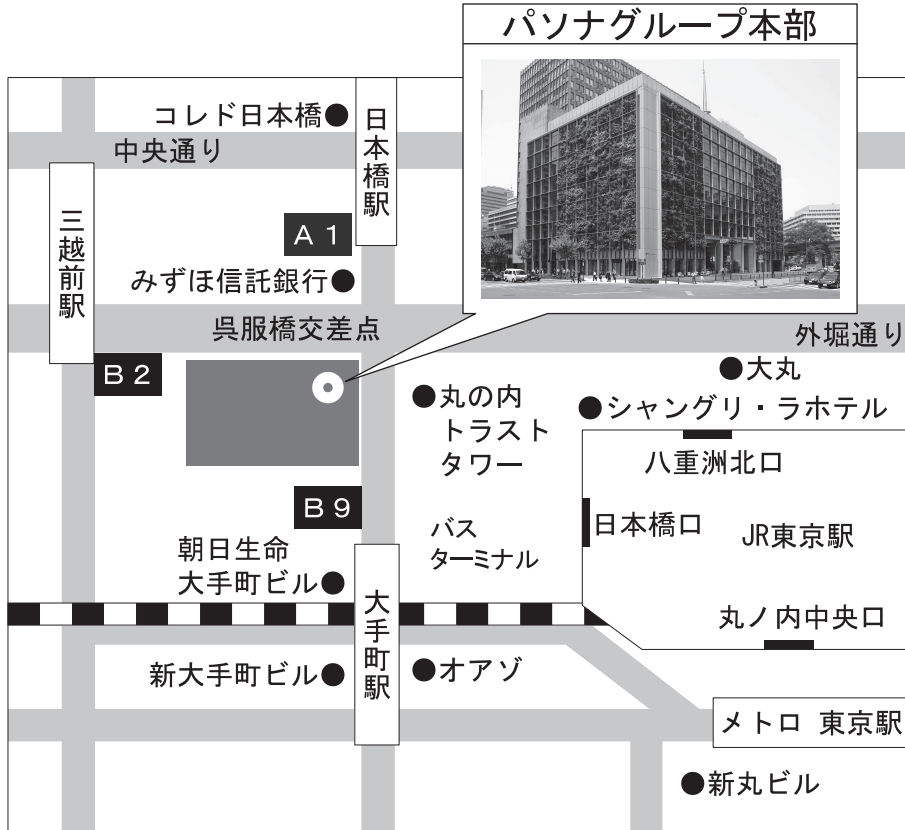 パソナグループ本部
コレド日本橋
日本橋駅
中央通り
三越前駅
A1
みずほ信託銀行
呉服橋交差点
外堀通り
B2
大丸
丸の内
トラスト
タワー
シャングリ・ラホテル
八重洲北口
B9
日本橋口
JR東京駅
バス
ターミナル
朝日生命
大手町ビル
大手町駅
丸ノ内中央口
新大手町ビル
オアゾ
メトロ 東京駅
新丸ビル